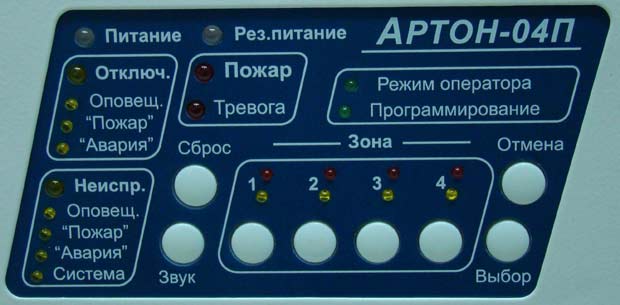 Питание
Рез.питание
АРТОН-04П
Отключ.
Оповещ.
"Пожар"
"Авария"
Пожар
Тревога
Режим оператора
Программирование
Сброс
Зона
Отмена
1 2 3 4
Неиспр.
Оповещ.
"Пожар"
"Авария"
Система
Звук
Выбор